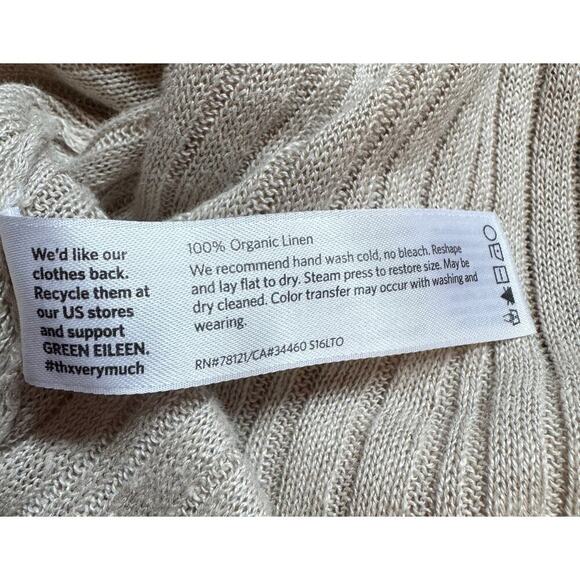 We'd like our
clothes back.
Recycle them at
our US stores
and support
GREEN EILEEN.
#thxverymuch
100% Organic Linen
We recommend hand wash cold, no bleach. Reshape
and lay flat to dry. Steam press to restore size. May be
dry cleaned. Color transfer may occur with washing and
wearing.
RN#78121/CA#34460 S16LTO